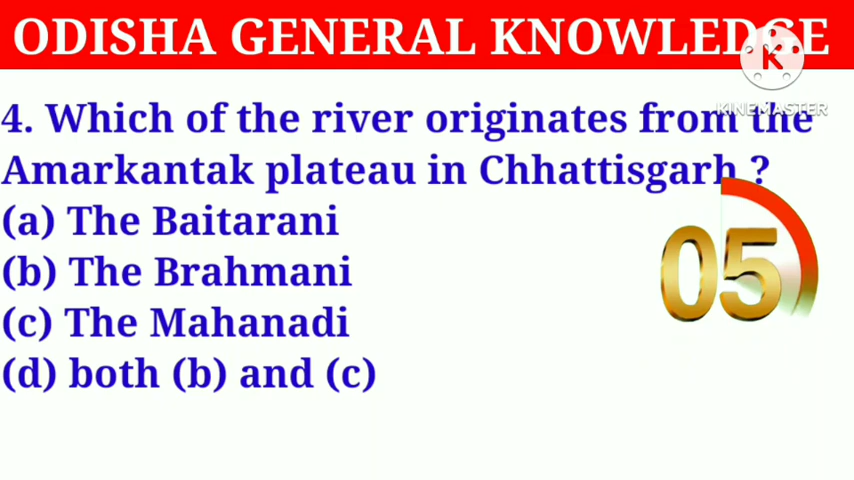 ODISHA GENERAL KNOWLEDGE
KINEMASTER
4. Which of the river originates from the
Amarkantak plateau in Chhattisgarh ?
(a) The Baitarani
(b) The Brahmani
(c) The Mahanadi
(d) both (b) and (c)
05